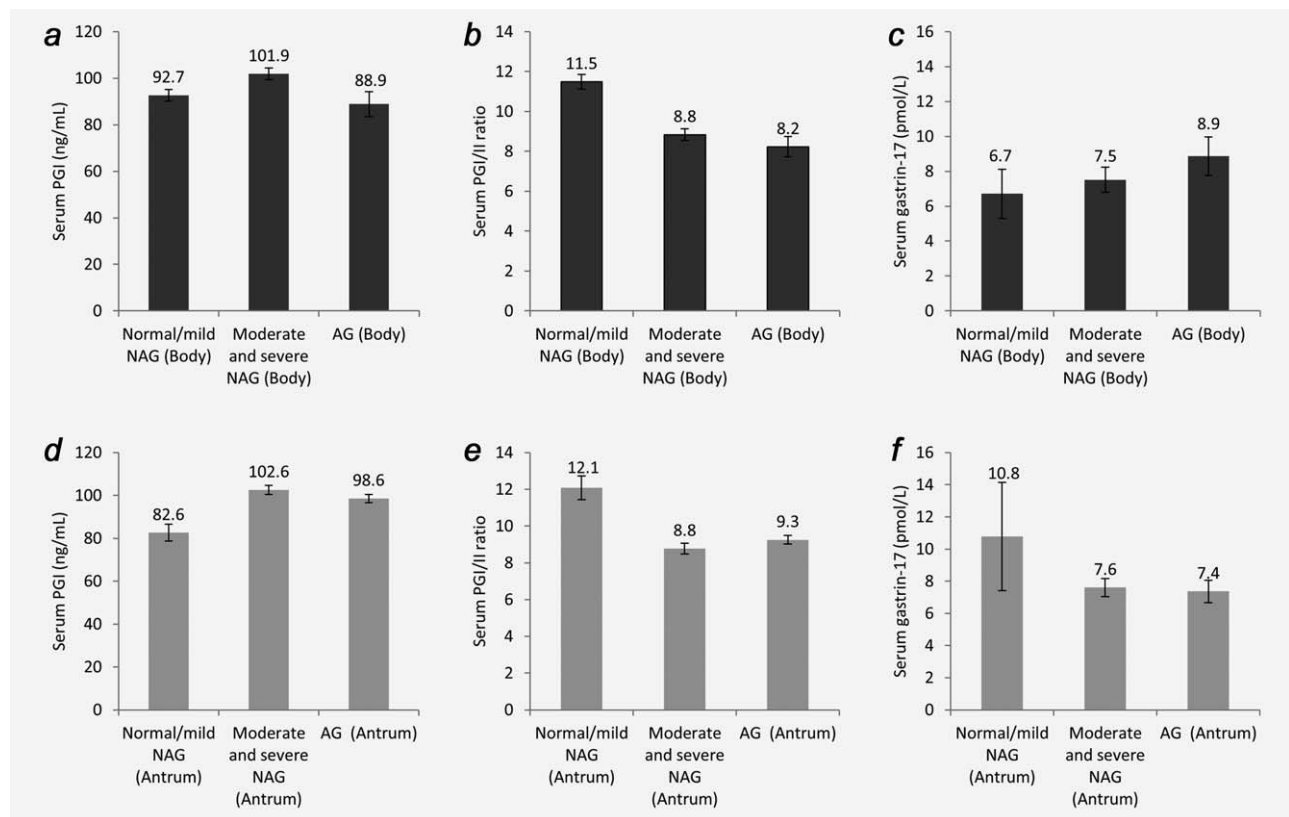 a
Serum PGI (ng/mL)
120
100
80
60
40
20
0
92.7
101.9
88.9
Normal/mild
NAG (Body)
Moderate
and severe
NAG (Body)
AG (Body)
b
Serum PGI/II ratio
14
12
10
8
6
4
2
0
11.5
8.8
8.2
Normal/mild
NAG (Body)
Moderate
and severe
NAG (Body)
AG (Body)
c
Serum gastrin-17 (pmol/L)
16
14
12
10
8
6
4
2
0
6.7
7.5
8.9
Normal/mild
NAG (Body)
Moderate
and severe
NAG (Body)
AG (Body)
d
Serum PGI (ng/mL)
120
100
80
60
40
20
0
82.6
102.6
98.6
Normal/mild
NAG
(Antrum)
Moderate
and severe
NAG
(Antrum)
AG (Antrum)
e
Serum PGI/II ratio
14
12
10
8
6
4
2
0
12.1
8.8
9.3
Normal/mild
NAG
(Antrum)
Moderate
and severe
NAG
(Antrum)
AG (Antrum)
f
Serum gastrin-17 (pmol/L)
16
14
12
10
8
6
4
2
0
10.8
7.6
7.4
Normal/mild
NAG
(Antrum)
Moderate
and severe
NAG
(Antrum)
AG (Antrum)